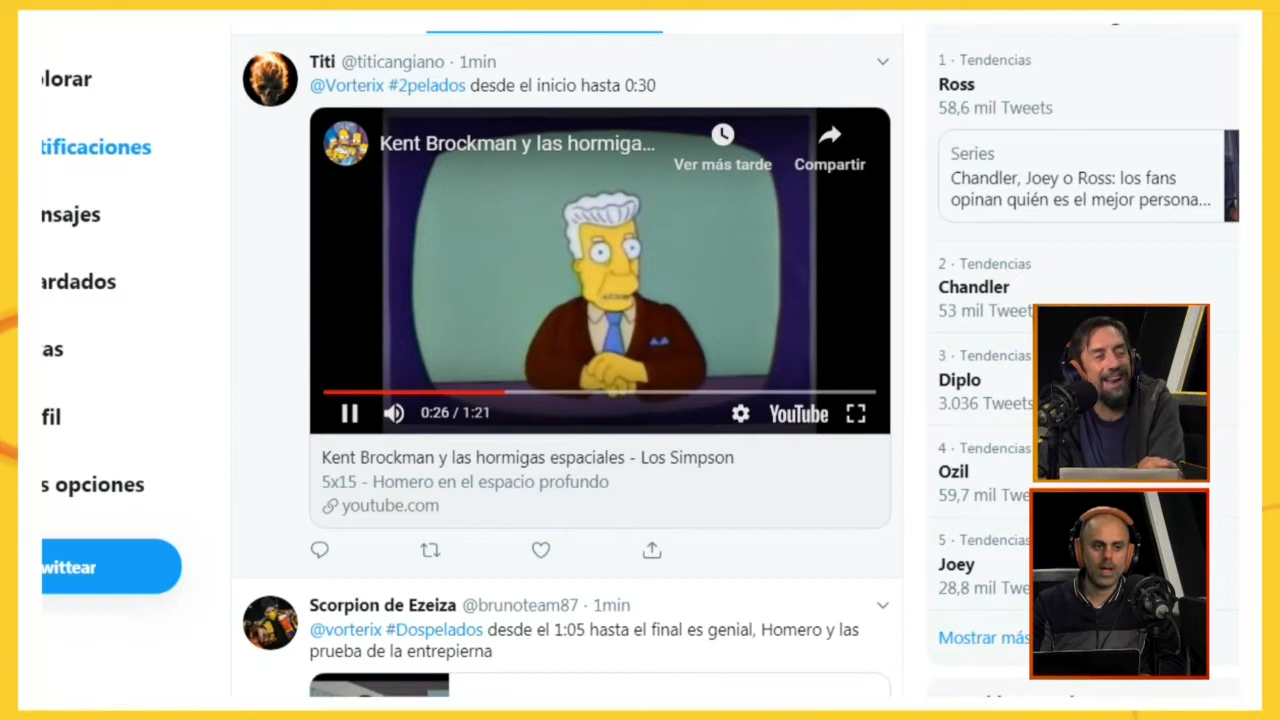 lorar
tificaciones
nsajes
ardados
as
fil
s opciones
wittear
Titi @titicangiano · 1min
@Vorterix #2pelados desde el inicio hasta 0:30
Kent Brockman y las hormiga...
Ver más tarde
Compartir
0:26 / 1:21
YouTube
Kent Brockman y las hormigas espaciales - Los Simpson
5x15 - Homero en el espacio profundo
youtube.com
Scorpion de Ezeiza @brunoteam87 · 1min
@vorterix #Dospelados desde el 1:05 hasta el final es genial, Homero y las
prueba de la entrepierna
1 · Tendencias
Ross
58,6 mil Tweets
Series
Chandler, Joey o Ross: los fans
opinan quién es el mejor persona...
2 · Tendencias
Chandler
53 mil Tweet
3 · Tendencias
Diplo
3.036 Tweets
4 · Tendencias
Ozil
59,7 mil Twe
5 · Tendencias
Joey
28,8 mil Twe
Mostrar más